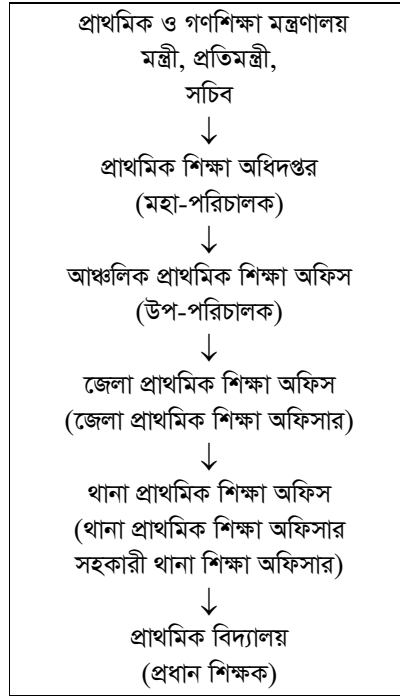 প্রাথমিক ও গণশিক্ষা মন্ত্রণালয়
মন্ত্রী, প্রতিমন্ত্রী,
সচিব
↓
প্রাথমিক শিক্ষা অধিদপ্তর
(মহা-পরিচালক)
↓
আঞ্চলিক প্রাথমিক শিক্ষা অফিস
(উপ-পরিচালক)
↓
জেলা প্রাথমিক শিক্ষা অফিস
(জেলা প্রাথমিক শিক্ষা অফিসার)
↓
থানা প্রাথমিক শিক্ষা অফিস
(থানা প্রাথমিক শিক্ষা অফিসার
সহকারী থানা শিক্ষা অফিসার)
↓
প্রাথমিক বিদ্যালয়
(প্রধান শিক্ষক)